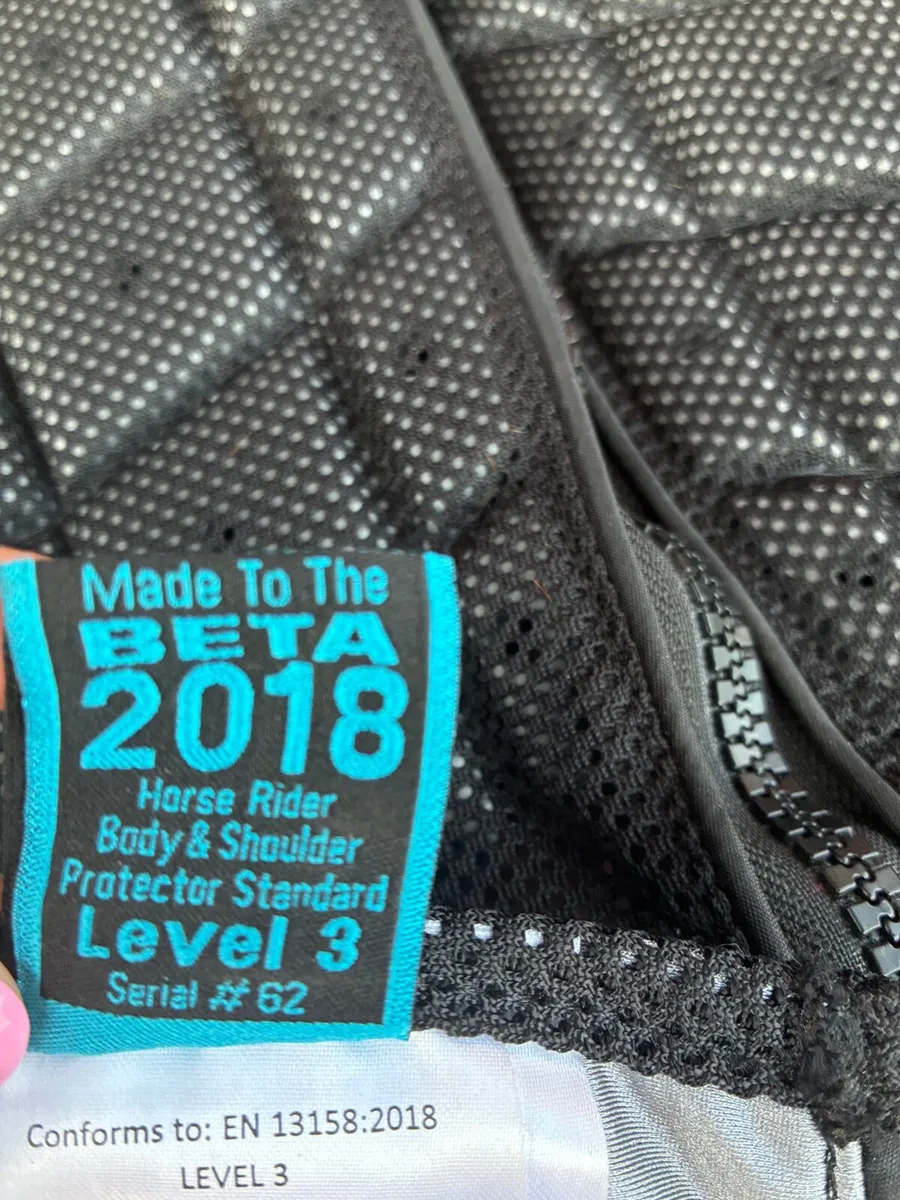 Made To The
BETA
2018
Horse Rider
Body & Shoulder
Protector Standard
Level 3
Serial # 62
Conforms to: EN 13158:2018
LEVEL 3